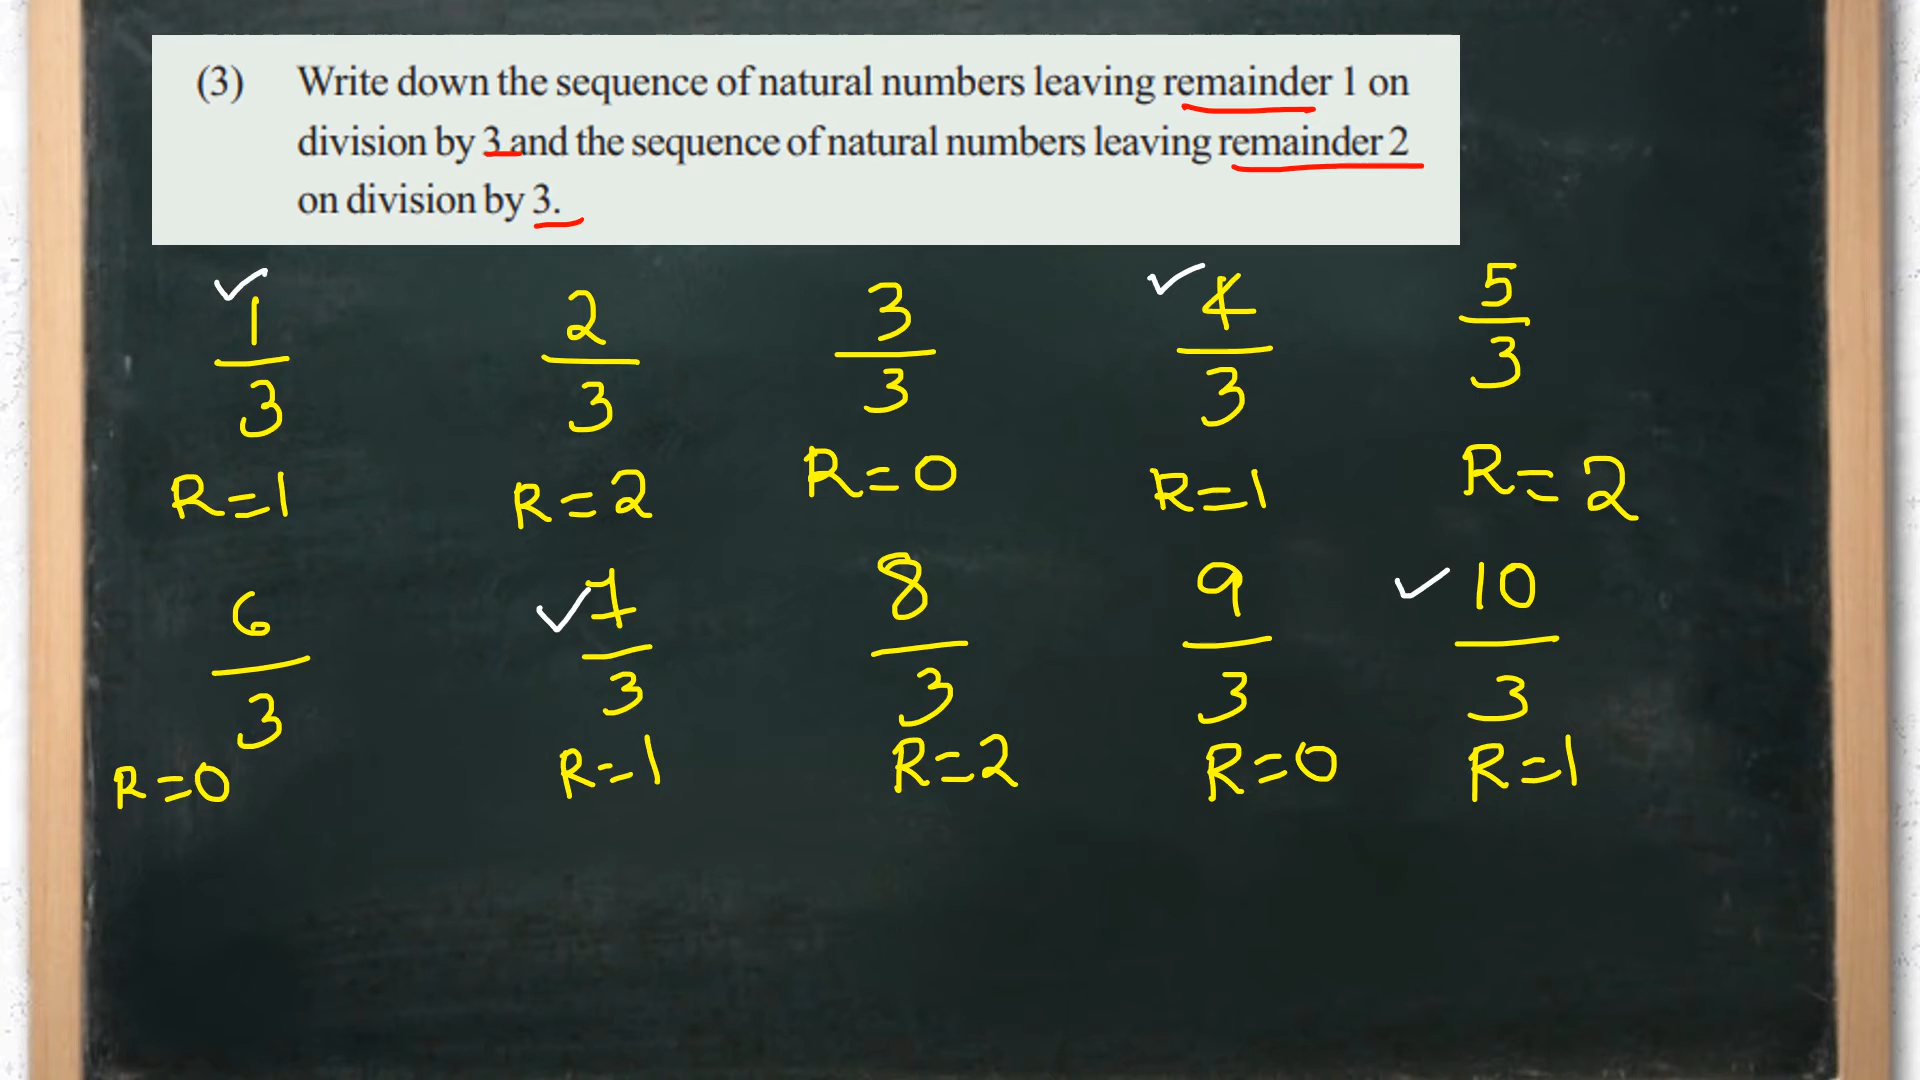 (3) Write down the sequence of natural numbers leaving remainder 1 on
division by 3 and the sequence of natural numbers leaving remainder 2
on division by 3.
1/3 2/3 3/3 4/3 5/3
R=1 R=2 R=0 R=1 R=2
6/3 7/3 8/3 9/3 10/3
R=0 R=1 R=2 R=0 R=1